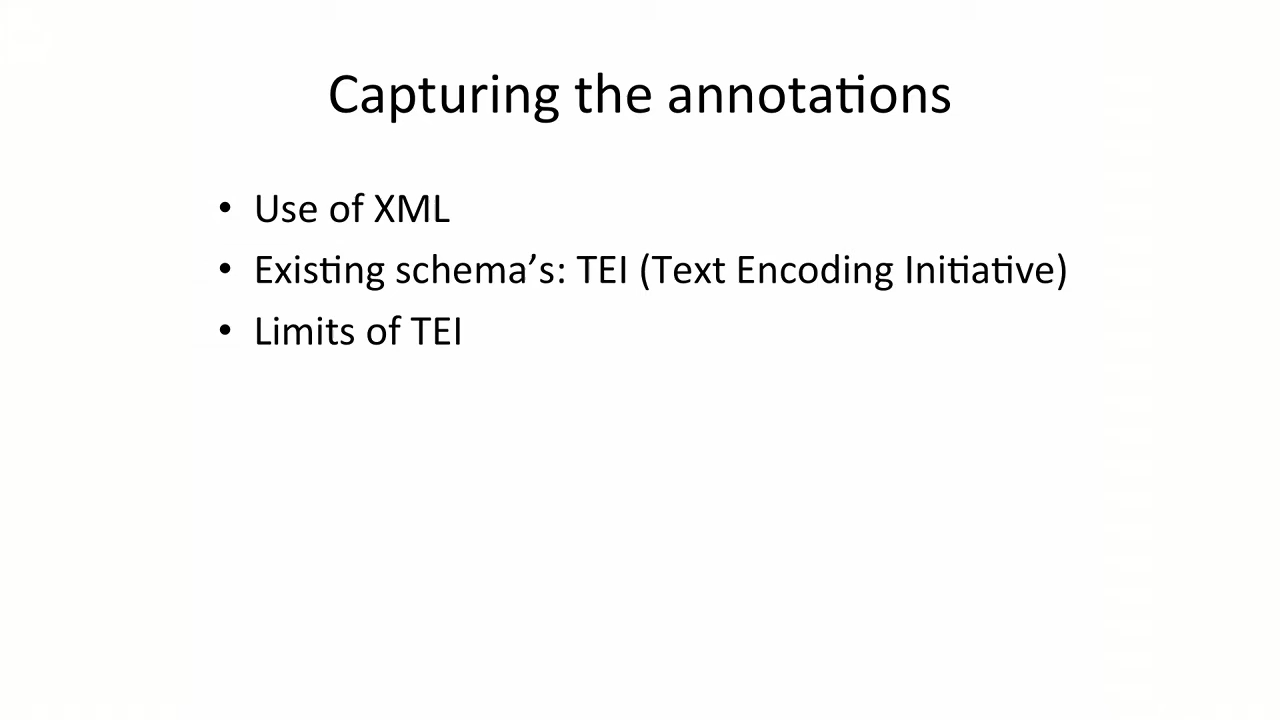 Capturing the annotations
• Use of XML
• Existing schema’s: TEI (Text Encoding Initiative)
• Limits of TEI